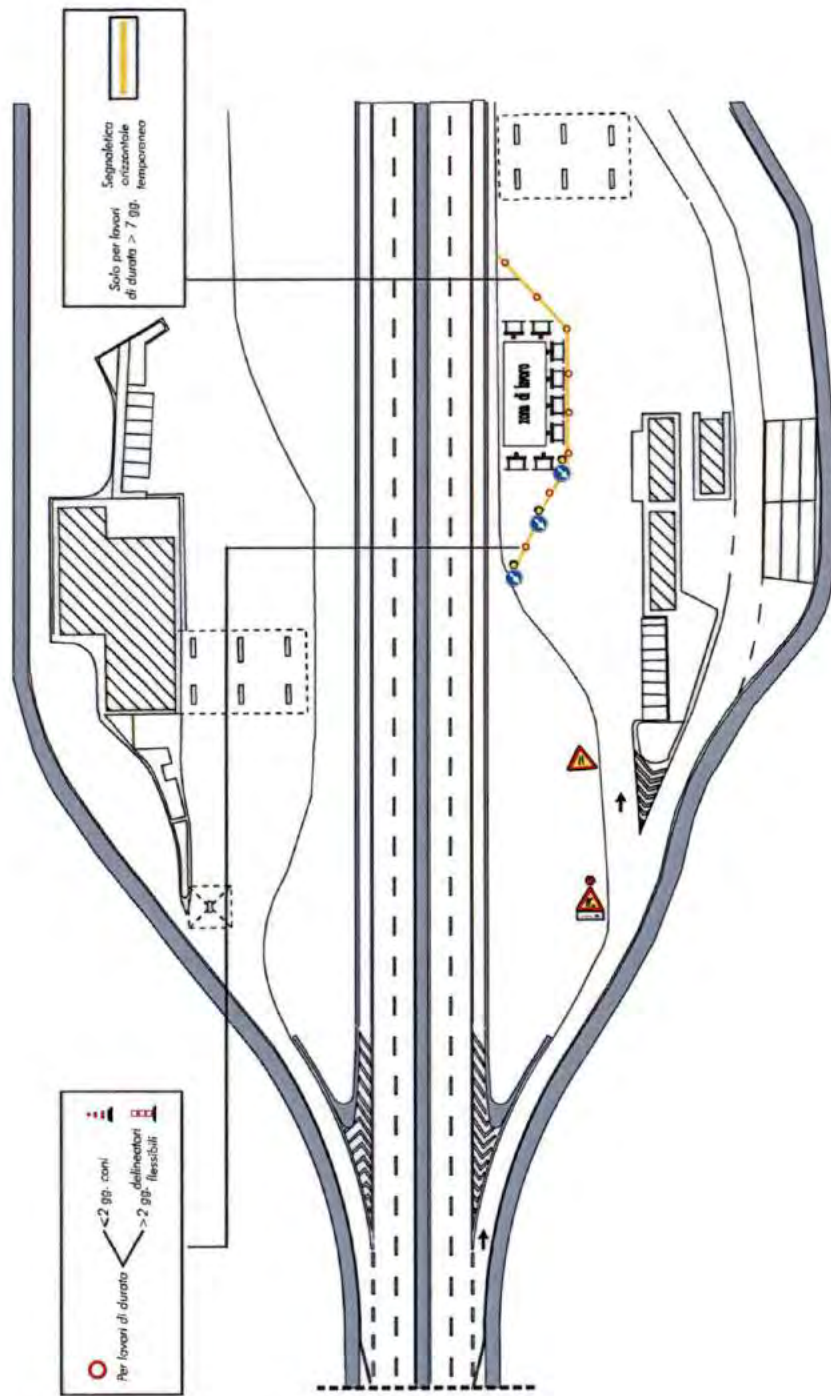 Solo per lavori
di durata > 7 gg.
Segnaletica
orizzontale
temporanea
zona di lavoro
Per lavori di durata
<2 gg. coni
>2 gg. delineatori
flessibili